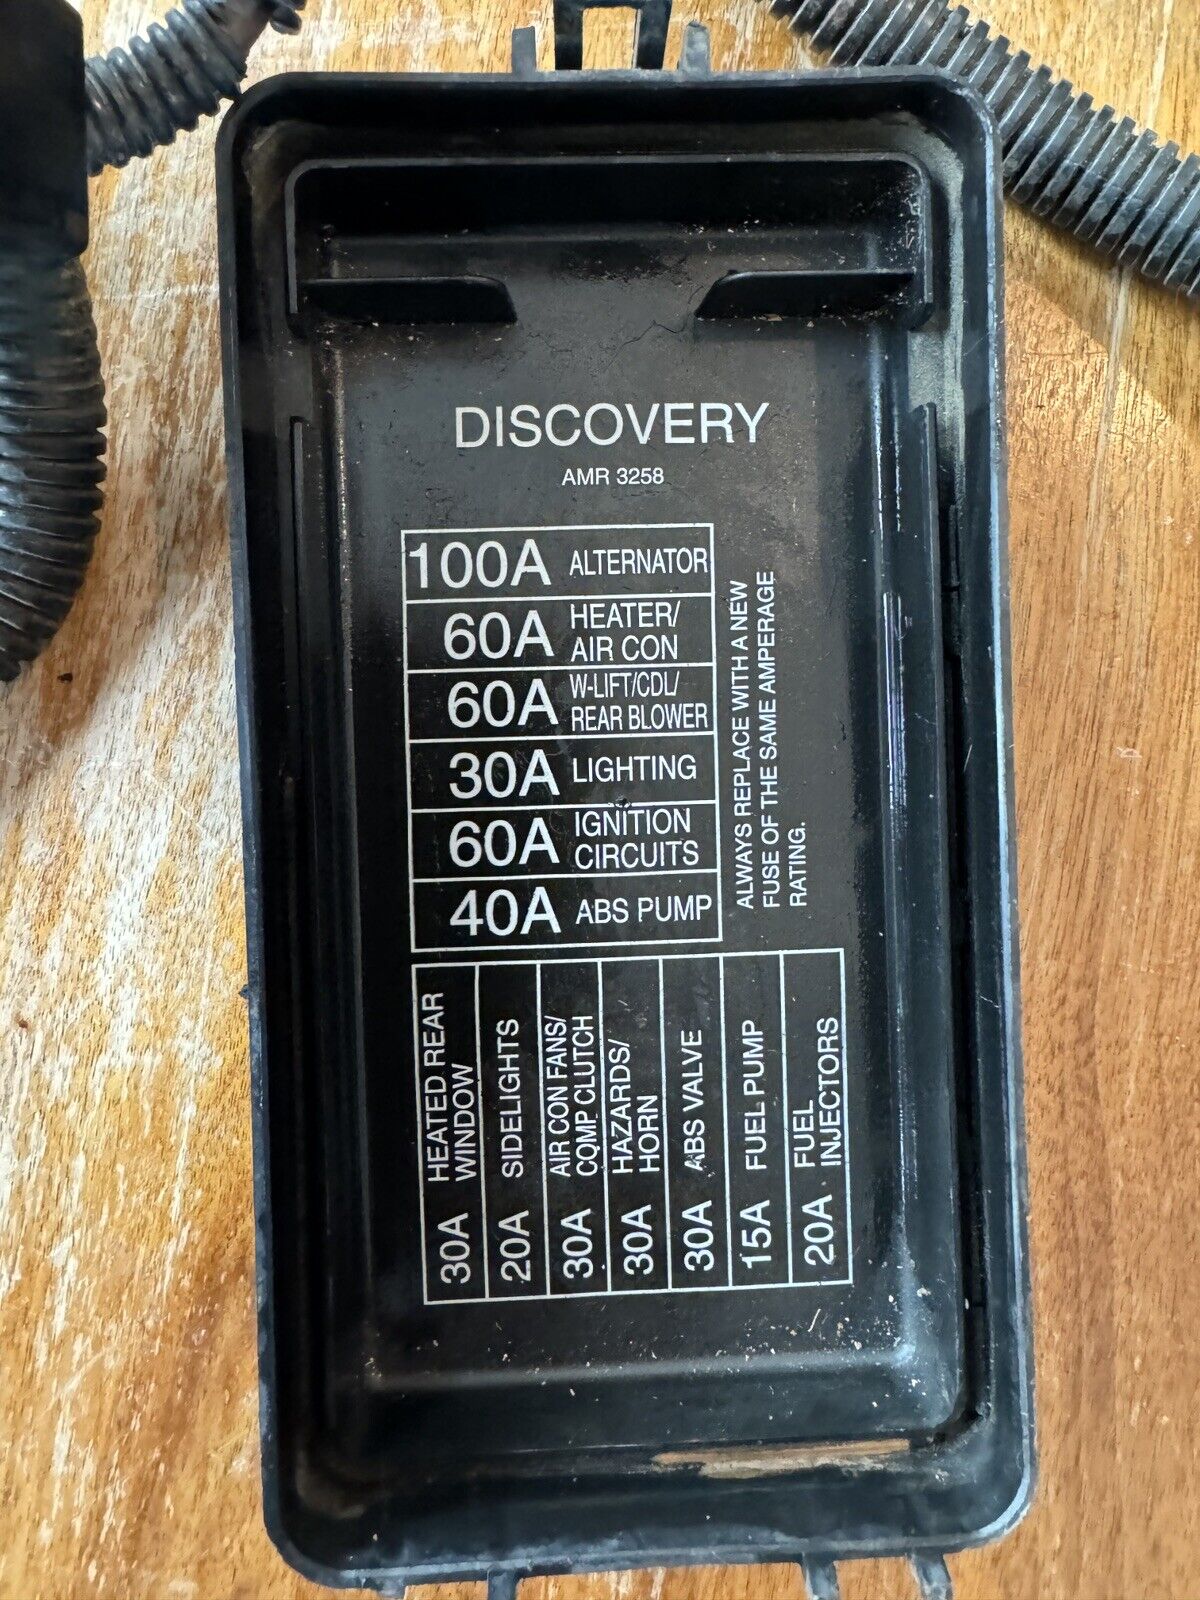 DISCOVERY
AMR 3258
100A ALTERNATOR
60A HEATER/
AIR CON
60A W-LIFT/CDL/
REAR BLOWER
30A LIGHTING
60A IGNITION
CIRCUITS
40A ABS PUMP
ALWAYS REPLACE WITH A NEW
FUSE OF THE SAME AMPERAGE
RATING.
30A HEATED REAR
WINDOW
20A SIDELIGHTS
30A AIR CON FANS/
COMP CLUTCH
30A HAZARDS/
HORN
30A ABS VALVE
15A FUEL PUMP
20A FUEL
INJECTORS